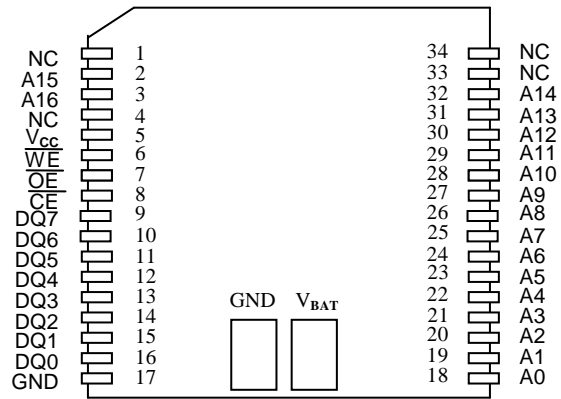 NC 1 34 NC
A15 2 33 NC
A16 3 32 A14
NC 4 31 A13
Vcc 5 30 A12
WE 6 29 A11
OE 7 28 A10
CE 8 27 A9
DQ7 9 26 A8
DQ6 10 25 A7
DQ5 11 24 A6
DQ4 12 23 A5
DQ3 13 22 A4
DQ2 14 21 A3
DQ1 15 20 A2
DQ0 16 19 A1
GND 17 18 A0
GND VBAT